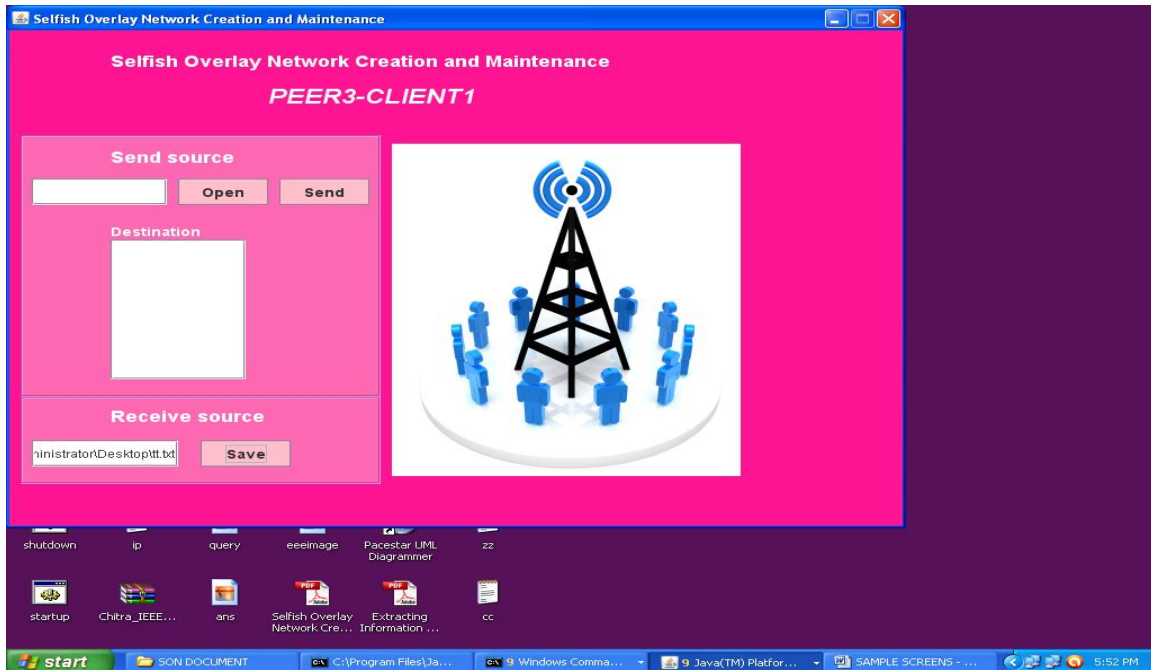 Selfish Overlay Network Creation and Maintenance
Selfish Overlay Network Creation and Maintenance
PEER3-CLIENT1
Send source
Open Send
Destination
Receive source
ninistrator\Desktop\tt.txt Save
shutdown ip query eeeimage Pacestar UML Diagrammer zz
startup Chitra_IEEE... ans Selfish Overlay Network Cre... Extracting Information ... cc
start SON DOCUMENT C:\Program Files\Ja... 9 Windows Comma... 9 Java(TM) Platfor... SAMPLE SCREENS - ... 5:52 PM